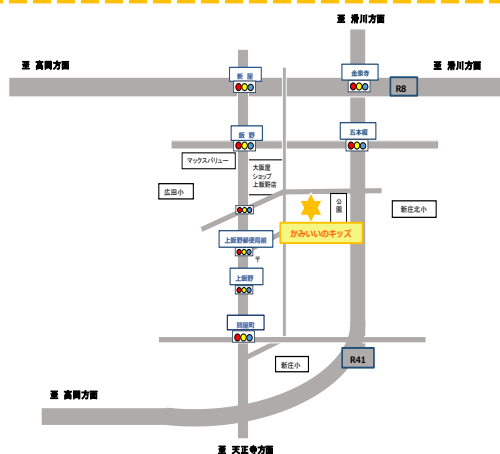 至 滑川方面
至 高岡方面
至 滑川方面
新 屋
金泉寺
R8
飯 野
五本榎
マックスバリュー
大阪屋
ショップ
上飯野店
広田小
公
園
新庄北小
かみいいのキッズ
上飯野郵便局前
〒
上飯野
問屋町
新庄小
R41
至 高岡方面
至 天正寺方面